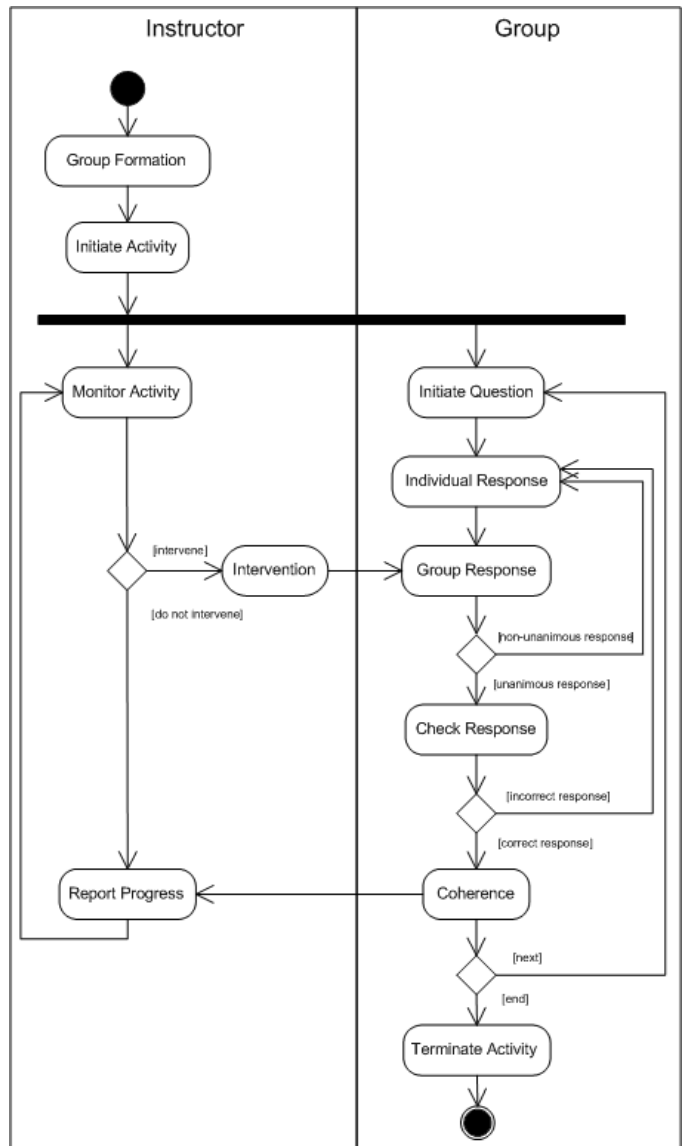 Instructor
Group
Group Formation
Initiate Activity
Monitor Activity
Initiate Question
Individual Response
[intervene]
Intervention
Group Response
[do not intervene]
[non-unanimous response]
[unanimous response]
Check Response
[incorrect response]
[correct response]
Report Progress
Coherence
[next]
[end]
Terminate Activity